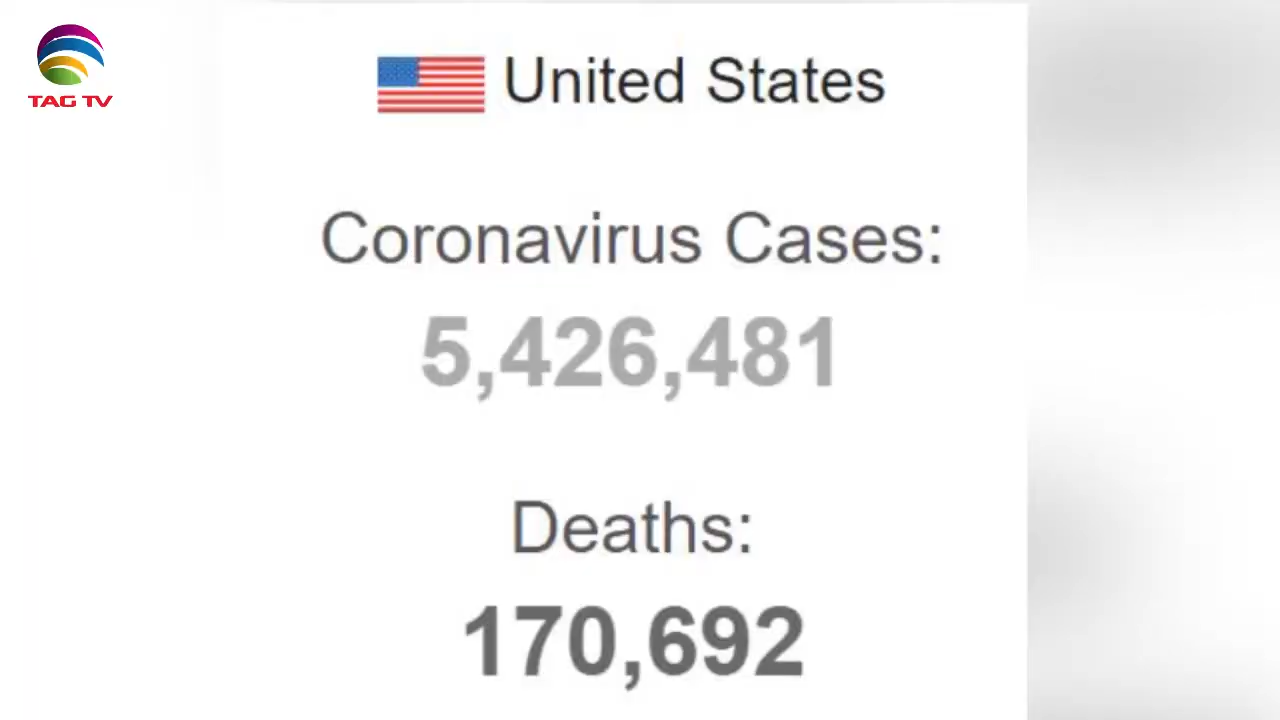 TAG TV
United States
Coronavirus Cases:
5,426,481
Deaths:
170,692